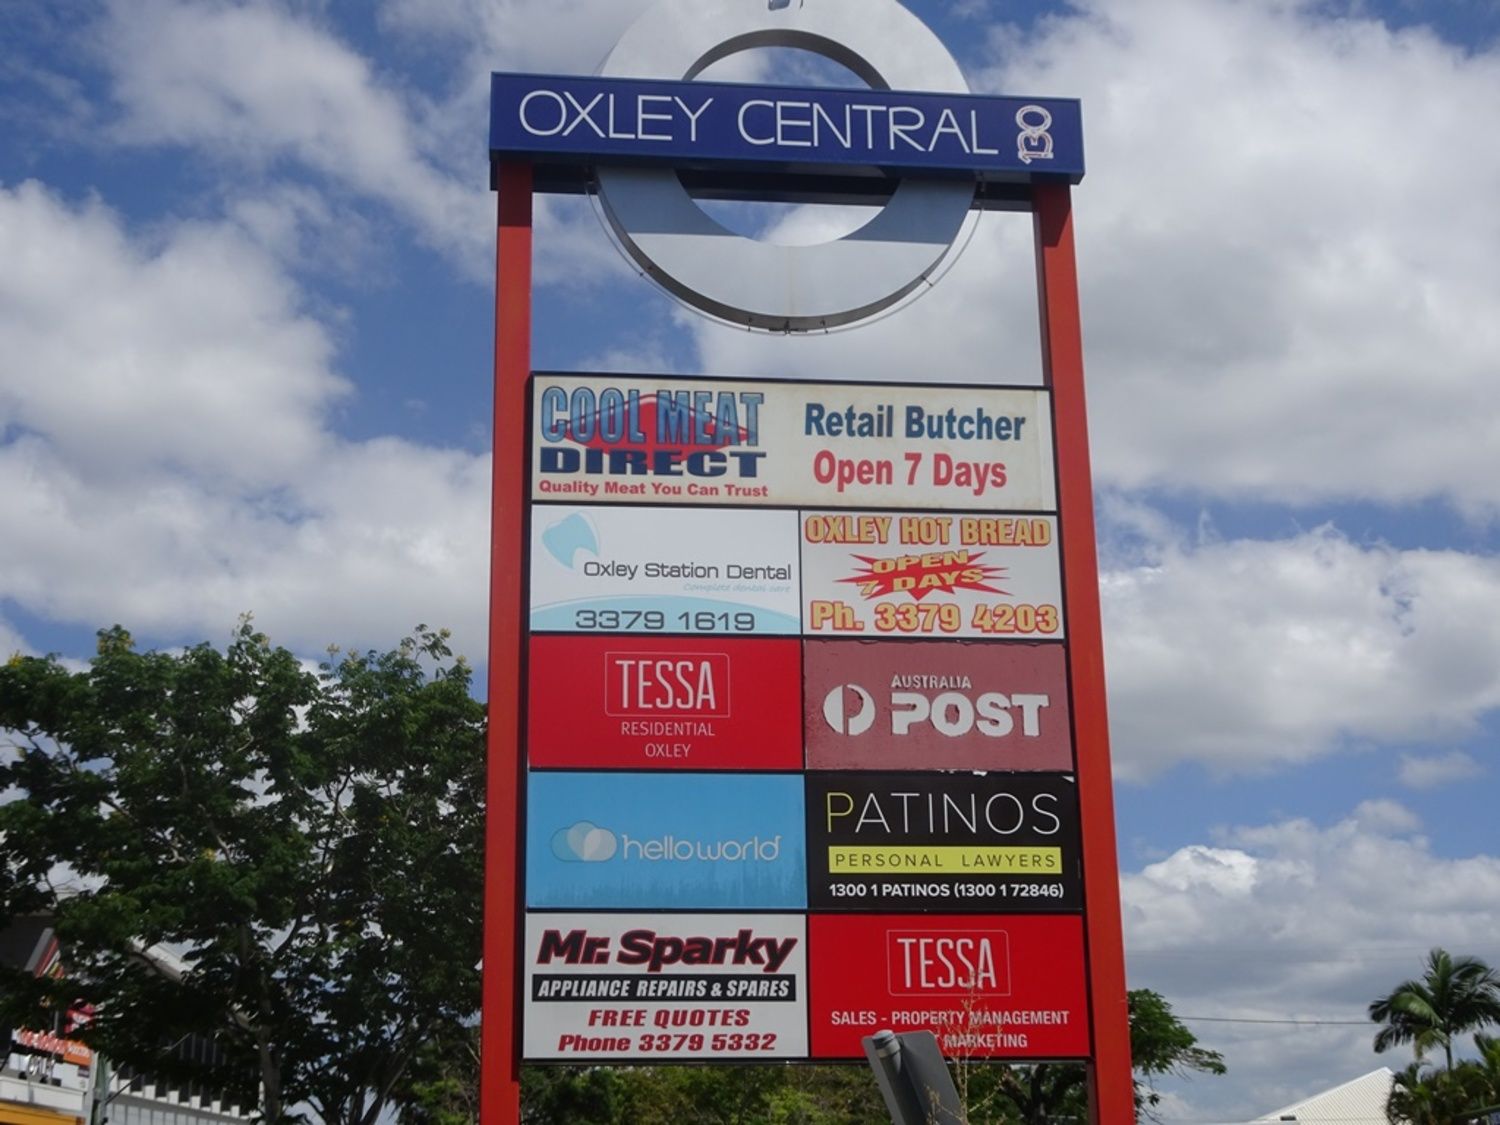 OXLEY CENTRAL 130
COOL MEAT
DIRECT
Quality Meat You Can Trust
Retail Butcher
Open 7 Days
Oxley Station Dental
Complete dental care
3379 1619
OXLEY HOT BREAD
OPEN
7 DAYS
Ph. 3379 4203
TESSA
RESIDENTIAL
OXLEY
AUSTRALIA
POST
helloworld
PATINOS
PERSONAL LAWYERS
1300 1 PATINOS (1300 1 72846)
Mr. Sparky
APPLIANCE REPAIRS & SPARES
FREE QUOTES
Phone 3379 5332
TESSA
SALES - PROPERTY MANAGEMENT
MARKETING